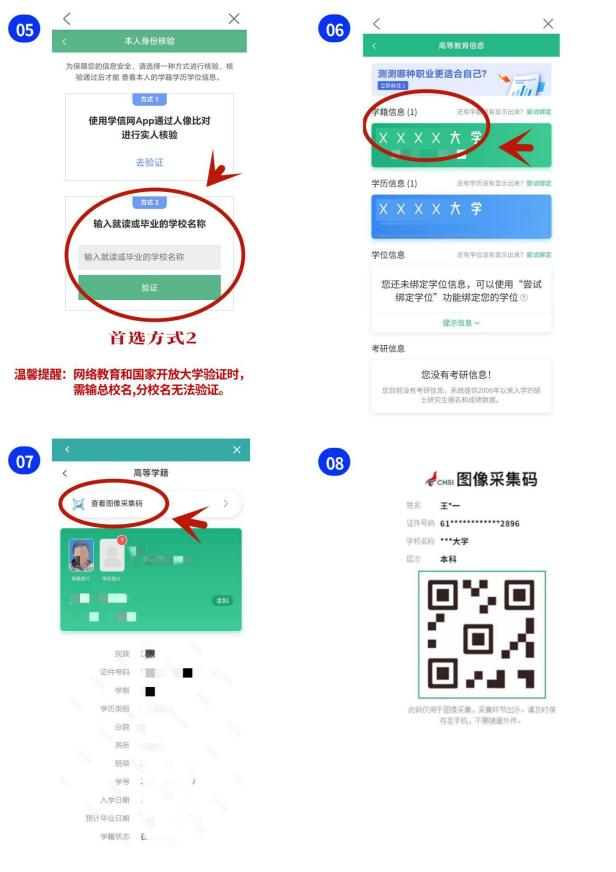 05
本人身份核验
为保障您的信息安全，请选择一种方式进行核验，核
验通过后才能 查看本人的学籍学历学位信息。
方式 1
使用学信网App通过人像比对
进行实人核验
去验证
方式 2
输入就读或毕业的学校名称
输入就读或毕业的学校名称
验证
首选方式2
温馨提醒：网络教育和国家开放大学验证时，
需输总校名,分校名无法验证。
06
高等教育信息
测测哪种职业更适合自己？
立即前往
学籍信息 (1)
还有学籍没有显示出来？尝试绑定
X X X X 大 学
学历信息 (1)
还有学历没有显示出来？尝试绑定
X X X X 大 学
学位信息
还有学位没有显示出来？尝试绑定
您还未绑定学位信息，可以使用“尝试
绑定学位”功能绑定您的学位
提示信息
考研信息
您没有考研信息！
您目前没有考研信息，系统提供2006年以来入学的硕
士研究生报名和成绩数据。
07
高等学籍
查看图像采集码
录取照片
学历照片
本科
民族
证件号码
学制
学历类别
分院
系所
班级
学号
入学日期
预计毕业日期
学籍状态
08
CHSI 图像采集码
姓名 王*一
证件号码 61************2896
学校名称 ***大学
层次 本科
此码仅用于图像采集，采集环节出示。请及时保
存至手机，不要随意外传。